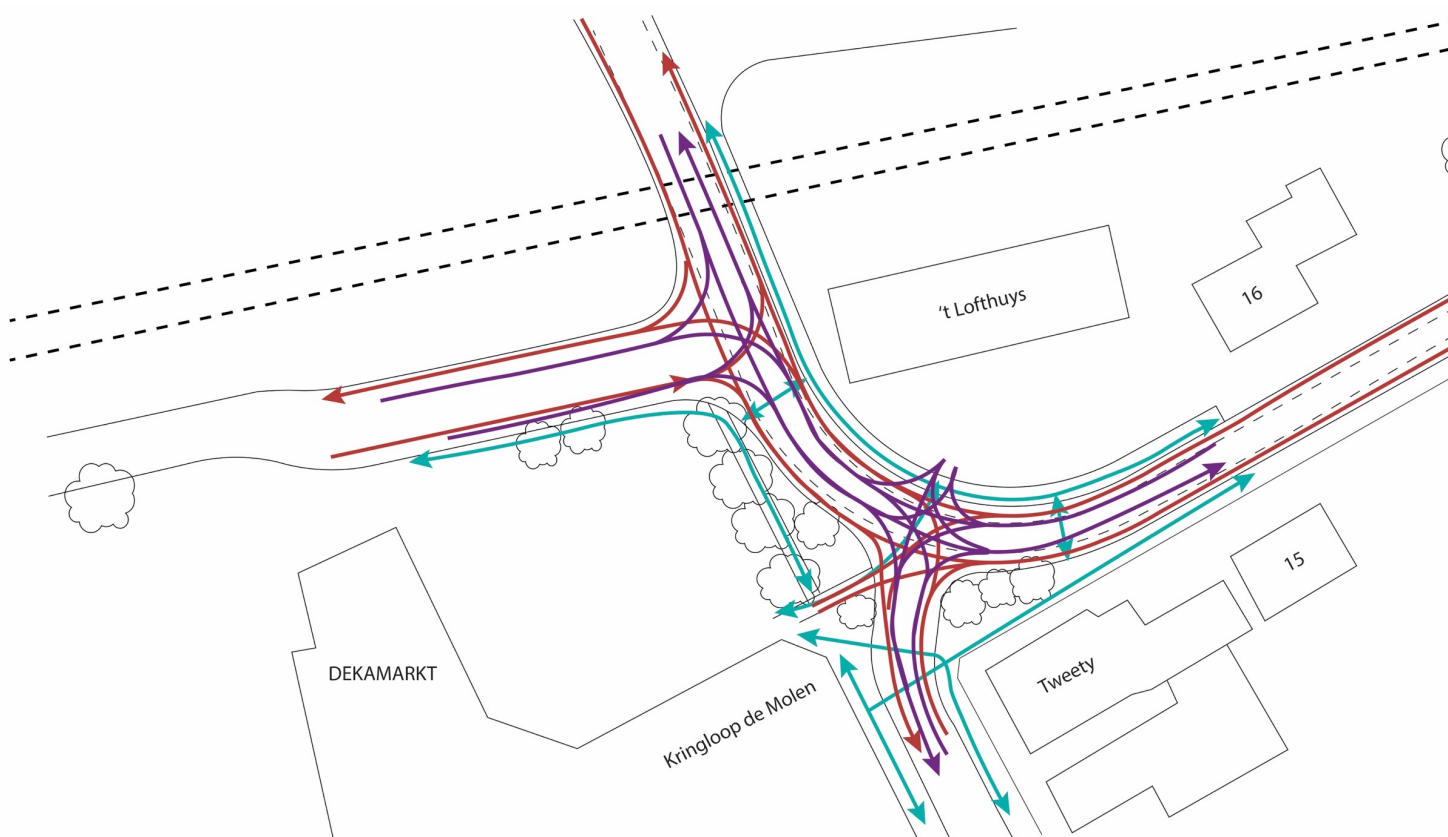 't Lofthuys
16
15
DEKAMARKT
Tweety
Kringloop de Molen